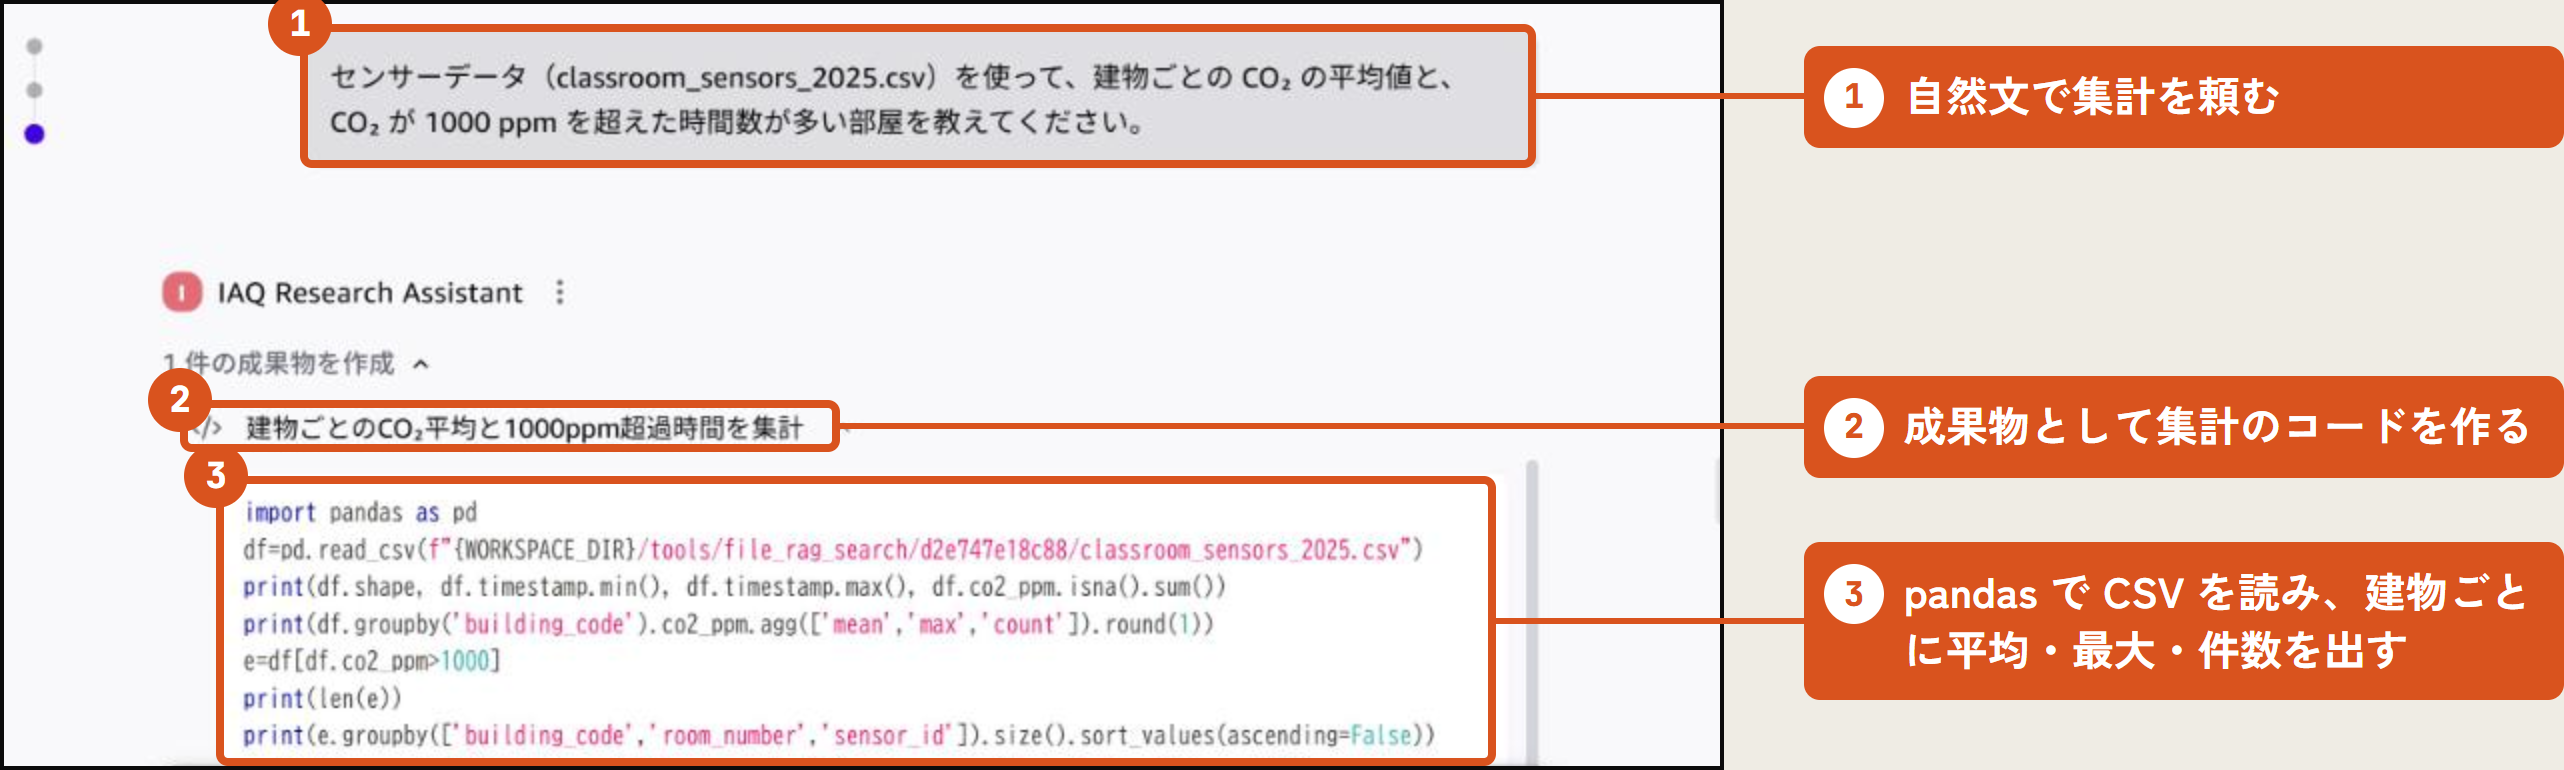 1
センサーデータ（classroom_sensors_2025.csv）を使って、建物ごとの CO₂ の平均値と、
CO₂ が 1000 ppm を超えた時間数が多い部屋を教えてください。
1 自然文で集計を頼む
I IAQ Research Assistant
1 件の成果物を作成
2
</> 建物ごとのCO₂平均と1000ppm超過時間を集計
2 成果物として集計のコードを作る
3
import pandas as pd
df=pd.read_csv(f"{WORKSPACE_DIR}/tools/file_rag_search/d2e747e18c88/classroom_sensors_2025.csv")
print(df.shape, df.timestamp.min(), df.timestamp.max(), df.co2_ppm.isna().sum())
print(df.groupby('building_code').co2_ppm.agg(['mean','max','count']).round(1))
e=df[df.co2_ppm>1000]
print(len(e))
print(e.groupby(['building_code','room_number','sensor_id']).size().sort_values(ascending=False))
3 pandas で CSV を読み、建物ごと
に平均・最大・件数を出す